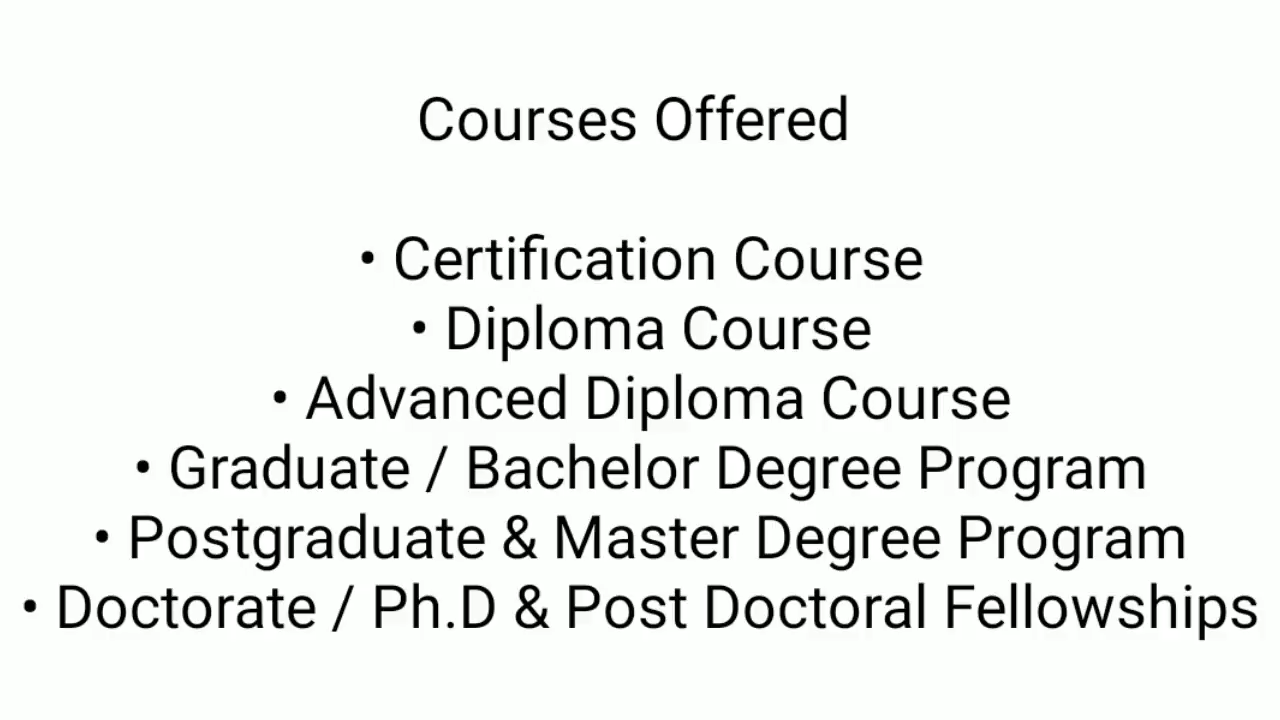 Courses Offered
• Certification Course
• Diploma Course
• Advanced Diploma Course
• Graduate / Bachelor Degree Program
• Postgraduate & Master Degree Program
• Doctorate / Ph.D & Post Doctoral Fellowships